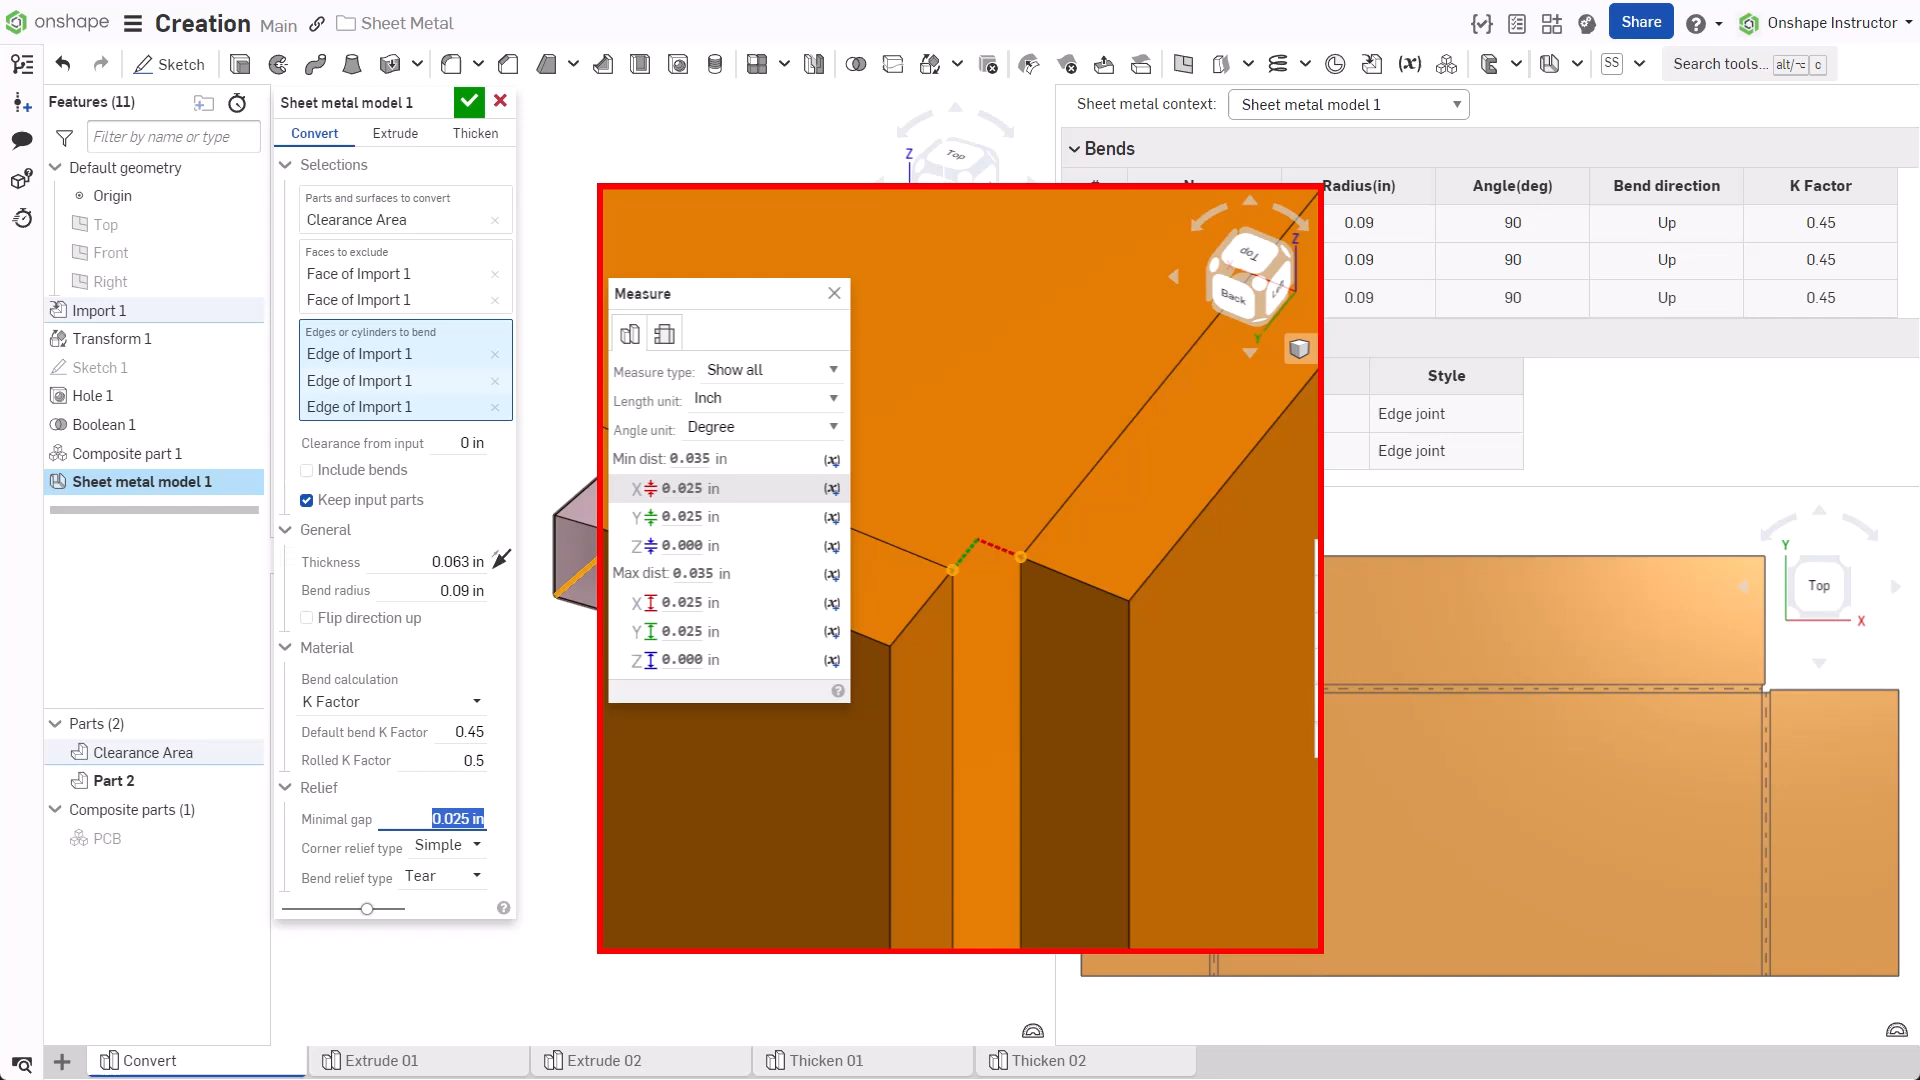 onshape
Creation
Main
Sheet Metal
Share
Onshape Instructor
Sketch
Search tools...
alt/⌥ c
Features (11)
Filter by name or type
Default geometry
Origin
Top
Front
Right
Import 1
Transform 1
Sketch 1
Hole 1
Boolean 1
Composite part 1
Sheet metal model 1
Parts (2)
Clearance Area
Part 2
Composite parts (1)
PCB
Sheet metal model 1
Convert
Extrude
Thicken
Selections
Parts and surfaces to convert
Clearance Area
Faces to exclude
Face of Import 1
Face of Import 1
Edges or cylinders to bend
Edge of Import 1
Edge of Import 1
Edge of Import 1
Clearance from input 0 in
Include bends
Keep input parts
General
Thickness 0.063 in
Bend radius 0.09 in
Flip direction up
Material
Bend calculation
K Factor
Default bend K Factor 0.45
Rolled K Factor 0.5
Relief
Minimal gap 0.025 in
Corner relief type Simple
Bend relief type Tear
Z
Top
Measure
Measure type: Show all
Length unit: Inch
Angle unit: Degree
Min dist: 0.035 in (x)
X 0.025 in (x)
Y 0.025 in (x)
Z 0.000 in (x)
Max dist: 0.035 in (x)
X 0.025 in (x)
Y 0.025 in (x)
Z 0.000 in (x)
Top
Back
Z
Y
Sheet metal context: Sheet metal model 1
Bends
Radius(in) Angle(deg) Bend direction K Factor
0.09 90 Up 0.45
0.09 90 Up 0.45
0.09 90 Up 0.45
Style
Edge joint
Edge joint
Y
Top
X
Convert
Extrude 01
Extrude 02
Thicken 01
Thicken 02
(x)
SS